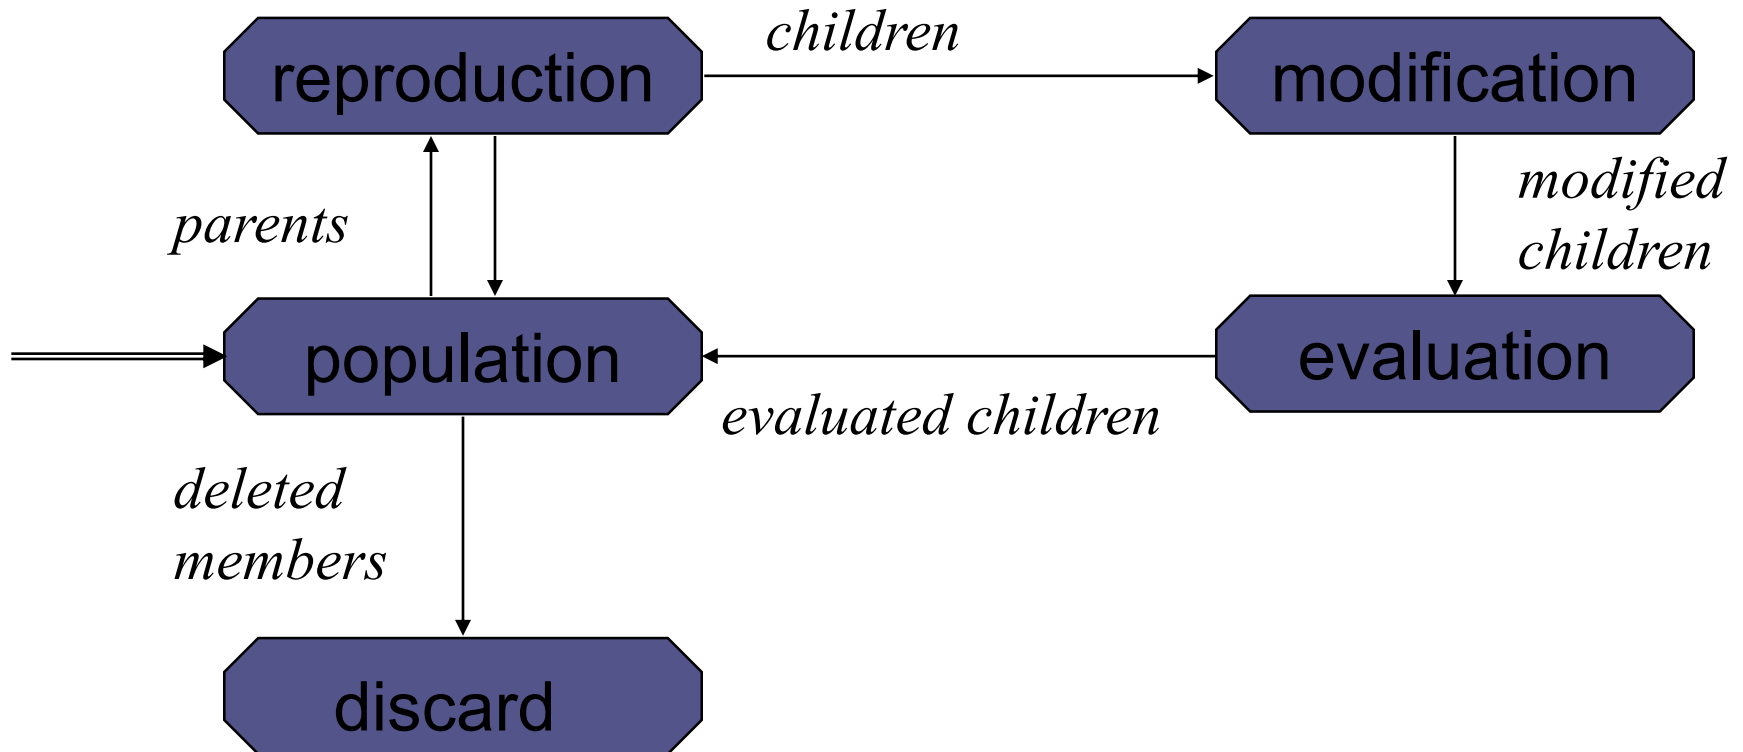 children
reproduction
modification
modified
children
parents
population
evaluation
evaluated children
deleted
members
discard